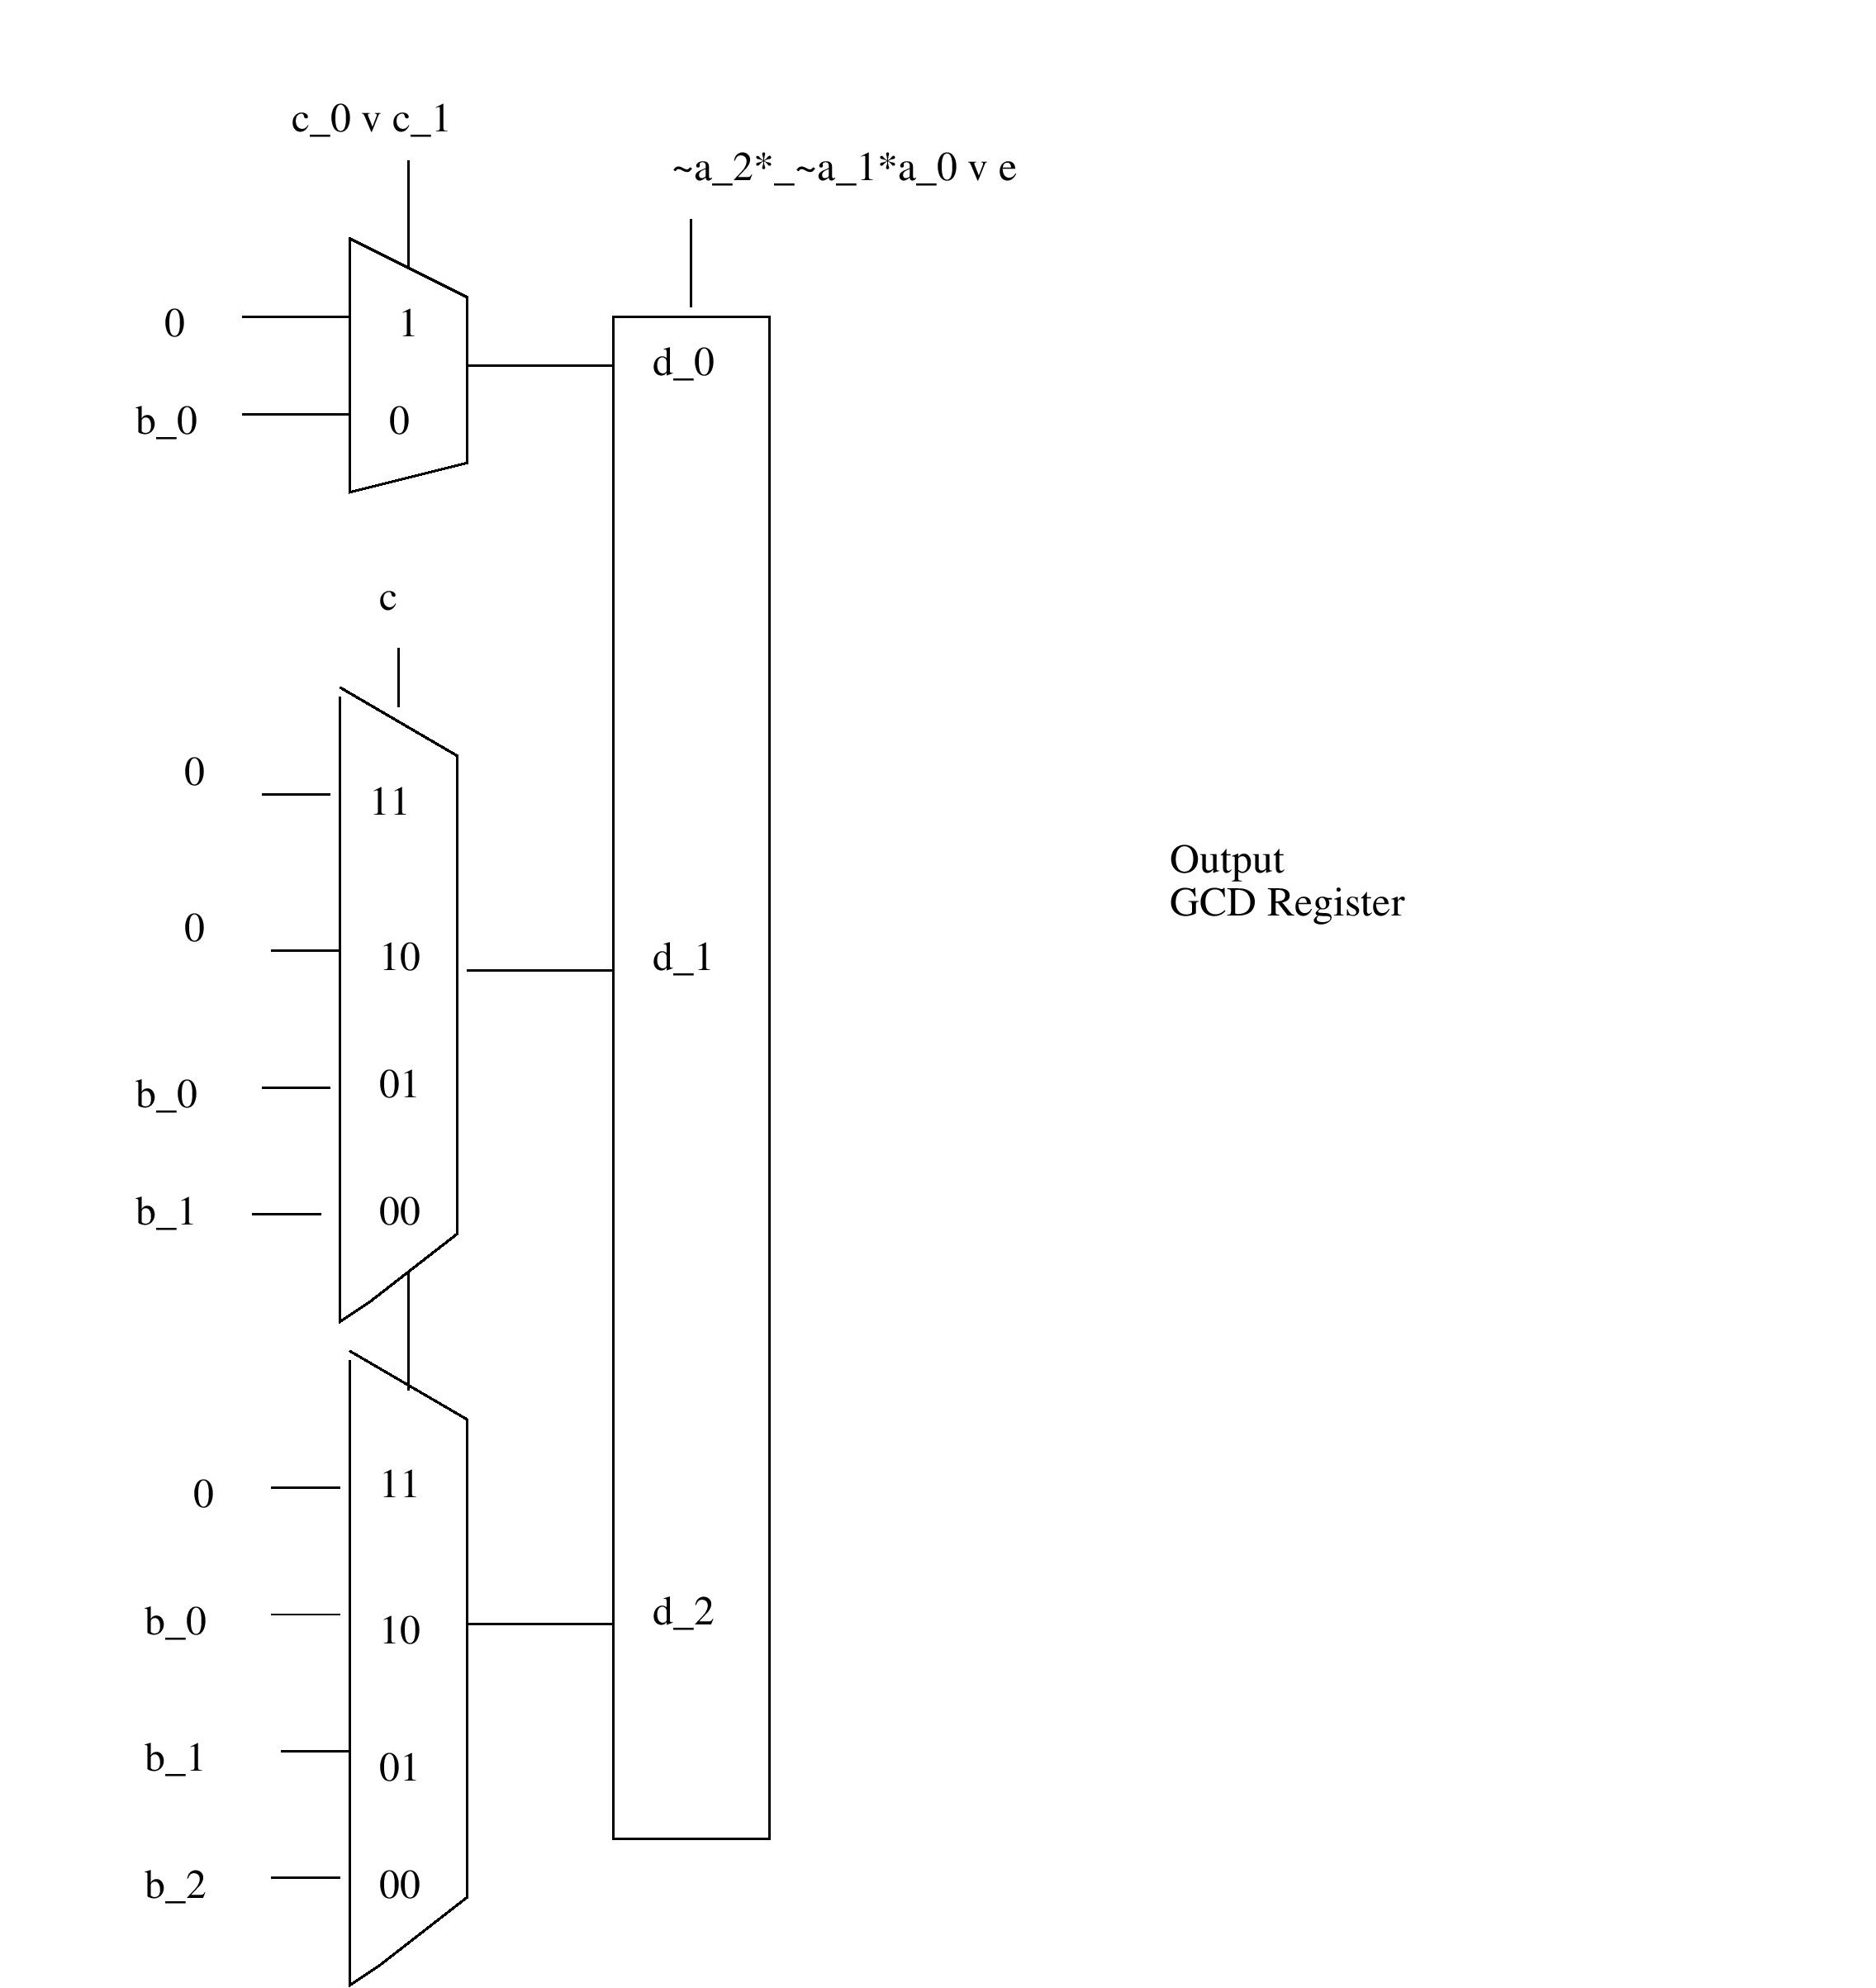 c_0 v c_1
~a_2*_~a_1*a_0 v e
0
1
d_0
b_0
0
c
0
11
0
10
d_1
b_0
01
b_1
00
Output
GCD Register
0
11
b_0
10
d_2
b_1
01
b_2
00